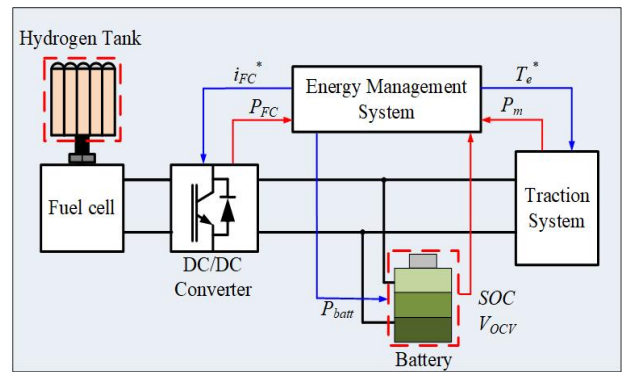 Hydrogen Tank
i_FC*
P_FC
Energy Management
System
T_e*
P_m
Fuel cell
DC/DC
Converter
Traction
System
P_batt
SOC
V_OCV
Battery